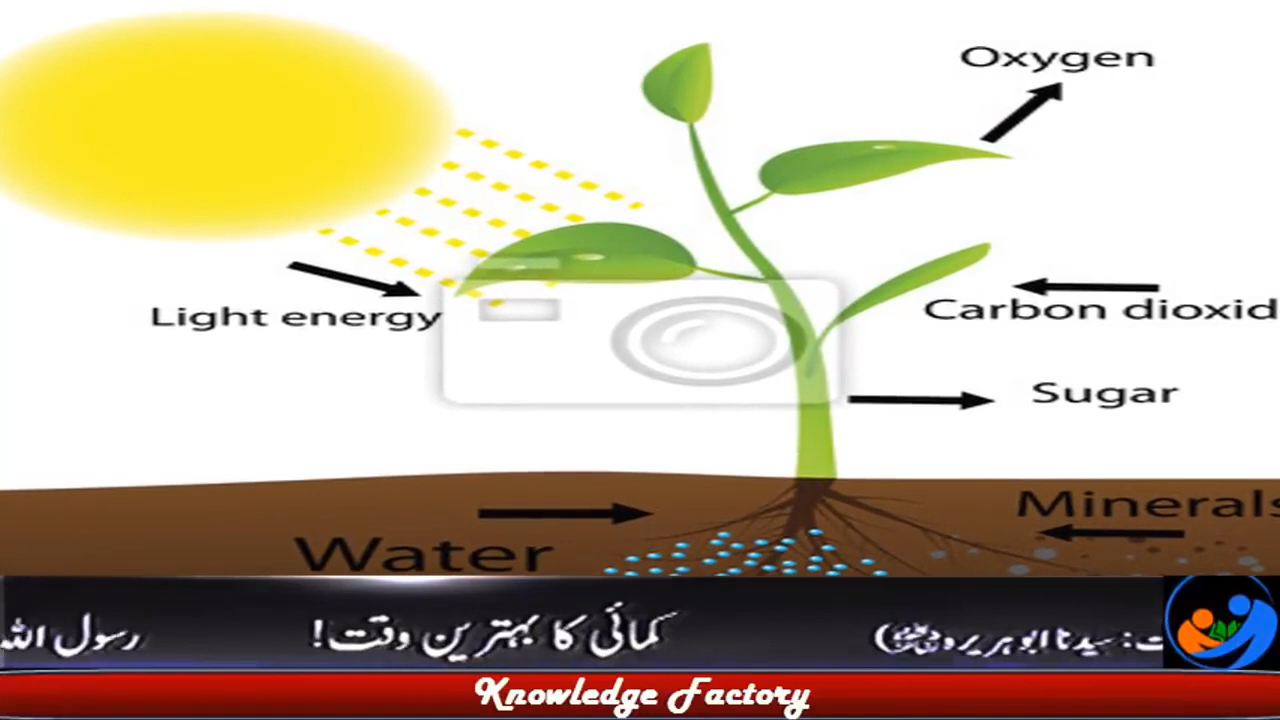 Oxygen
Light energy
Carbon dioxid
Sugar
Minerals
Water
رسول اللہ
کمائی کا بہترین وقت!
ت: سیدنا ابو ہریرہ
Knowledge Factory